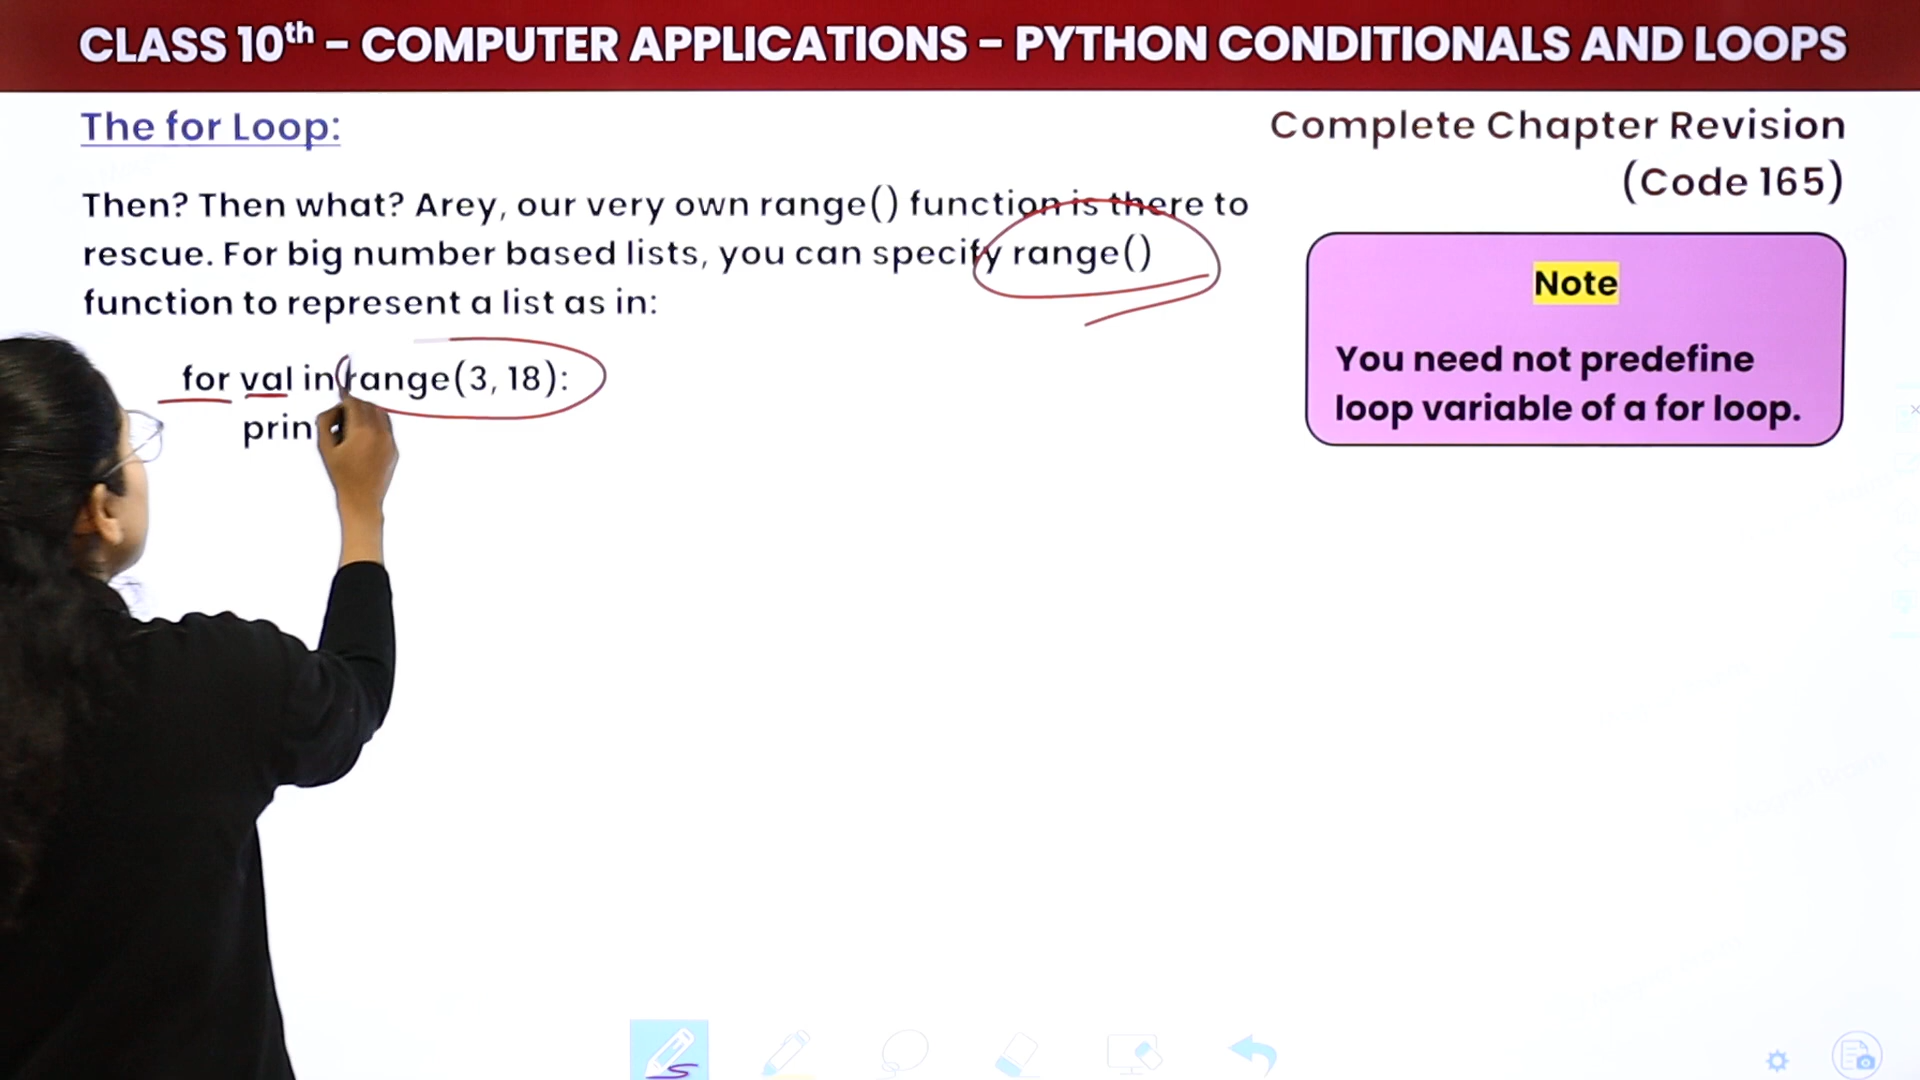 CLASS 10th – COMPUTER APPLICATIONS – PYTHON CONDITIONALS AND LOOPS
The for Loop:
Complete Chapter Revision
(Code 165)
Then? Then what? Arey, our very own range() function is there to
rescue. For big number based lists, you can specify range()
function to represent a list as in:
for val in range(3, 18):
Note
You need not predefine
loop variable of a for loop.